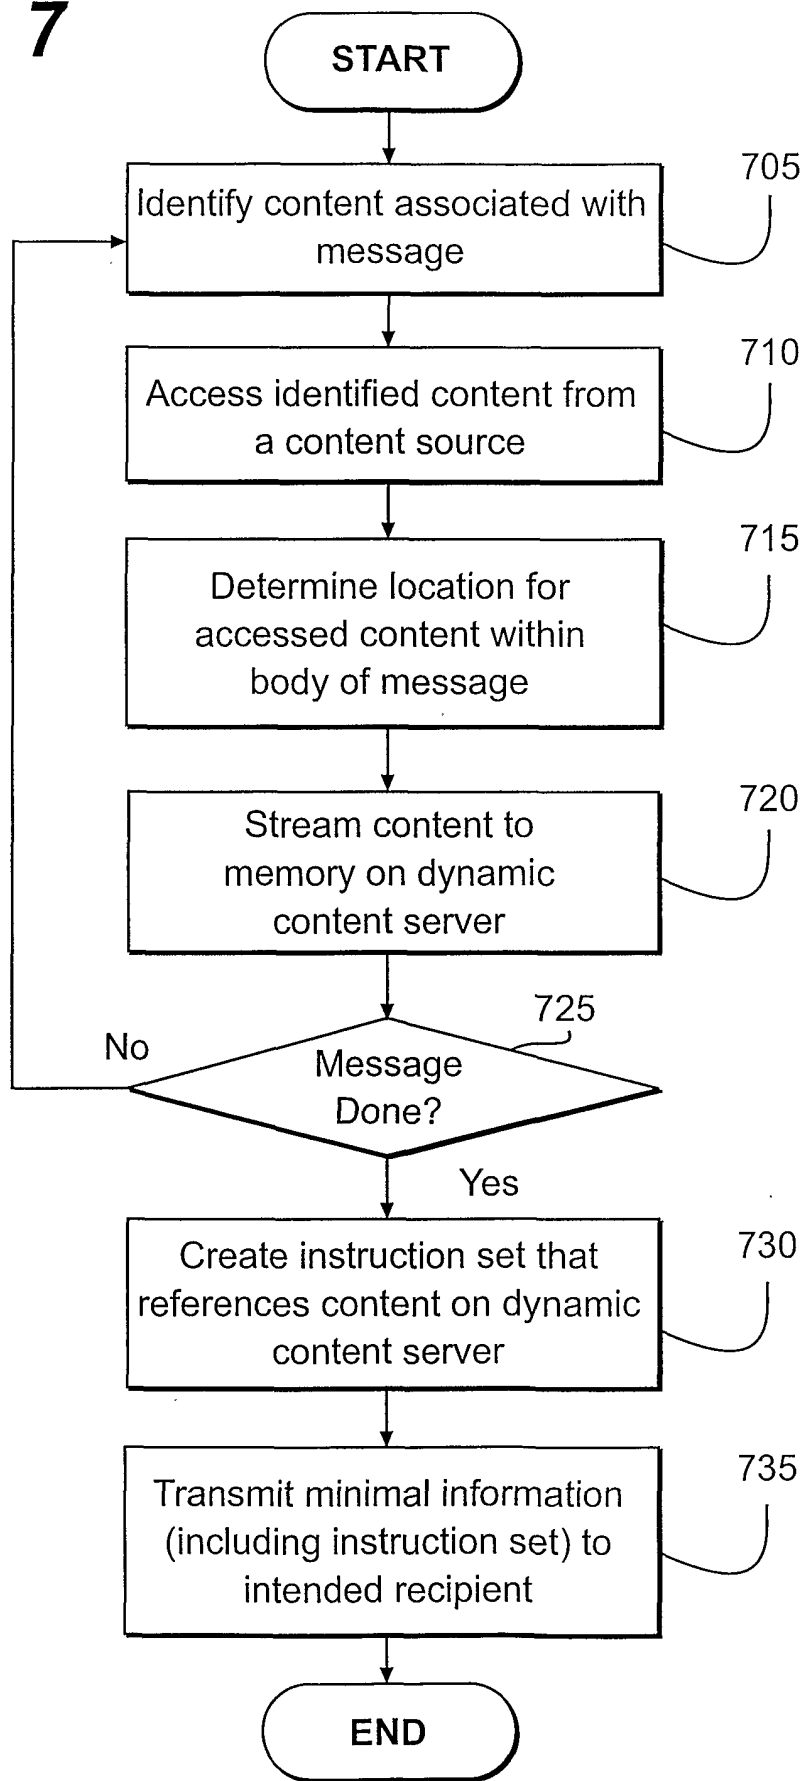 7
START
705
Identify content associated with
message
710
Access identified content from
a content source
715
Determine location for
accessed content within
body of message
720
Stream content to
memory on dynamic
content server
725
No
Message
Done?
Yes
730
Create instruction set that
references content on dynamic
content server
735
Transmit minimal information
(including instruction set) to
intended recipient
END